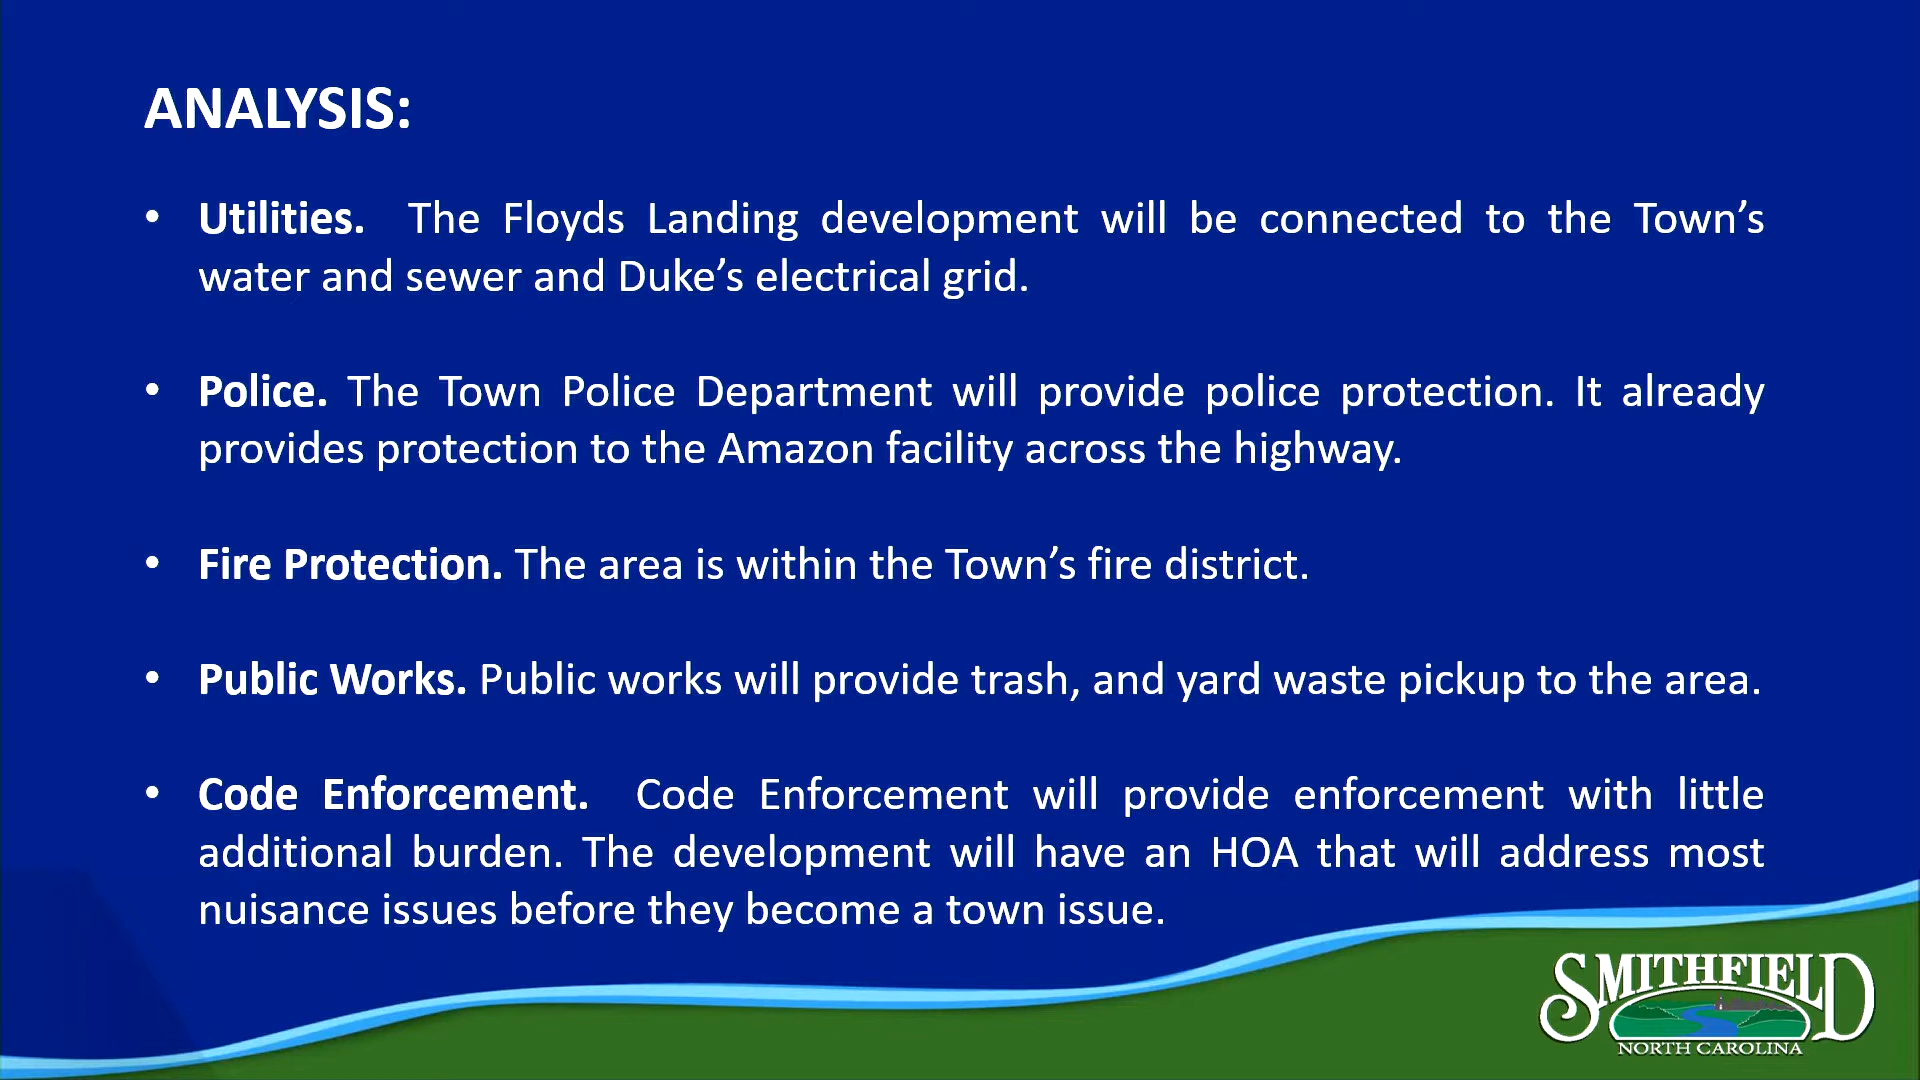 ANALYSIS:
• Utilities. The Floyds Landing development will be connected to the Town’s
water and sewer and Duke’s electrical grid.
• Police. The Town Police Department will provide police protection. It already
provides protection to the Amazon facility across the highway.
• Fire Protection. The area is within the Town’s fire district.
• Public Works. Public works will provide trash, and yard waste pickup to the area.
• Code Enforcement. Code Enforcement will provide enforcement with little
additional burden. The development will have an HOA that will address most
nuisance issues before they become a town issue.
SMITHFIELD
NORTH CAROLINA